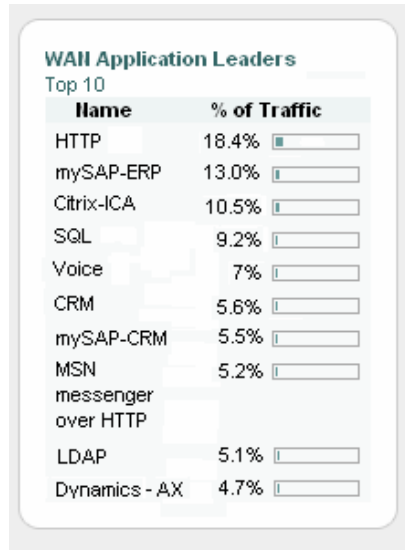 WAN Application Leaders
Top 10
Name % of Traffic
HTTP 18.4%
mySAP-ERP 13.0%
Citrix-ICA 10.5%
SQL 9.2%
Voice 7%
CRM 5.6%
mySAP-CRM 5.5%
MSN 5.2%
messenger
over HTTP
LDAP 5.1%
Dynamics - AX 4.7%